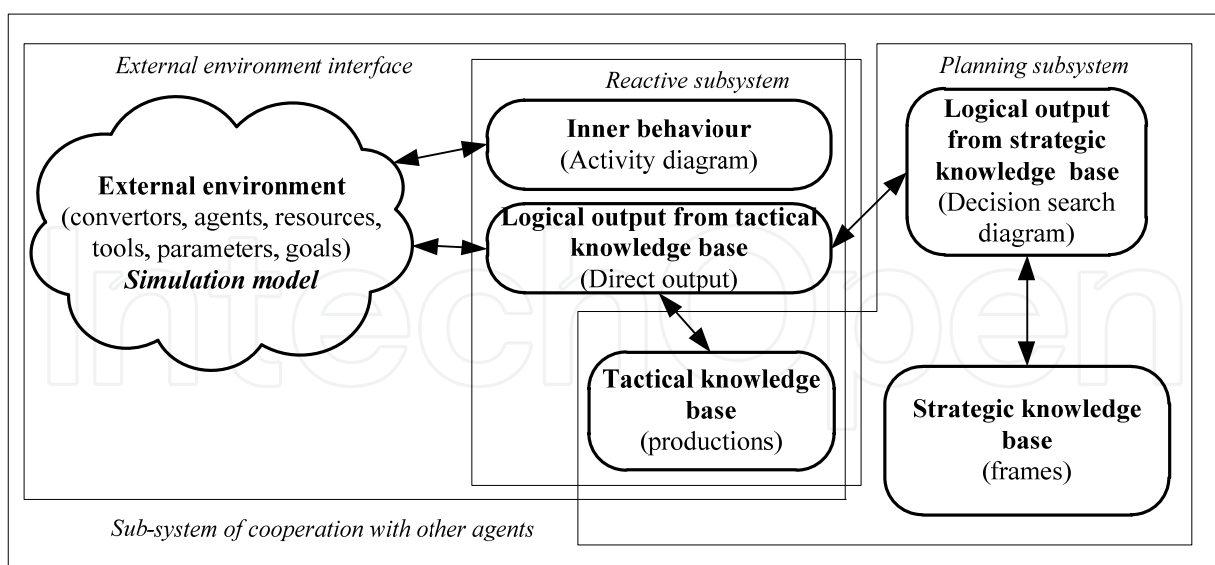 External environment interface
Reactive subsystem
Planning subsystem
External environment
(convertors, agents, resources,
tools, parameters, goals)
Simulation model
Inner behaviour
(Activity diagram)
Logical output from tactical
knowledge base
(Direct output)
Tactical knowledge
base
(productions)
Logical output
from strategic
knowledge base
(Decision search
diagram)
Strategic knowledge
base
(frames)
Sub-system of cooperation with other agents
IntechOpen